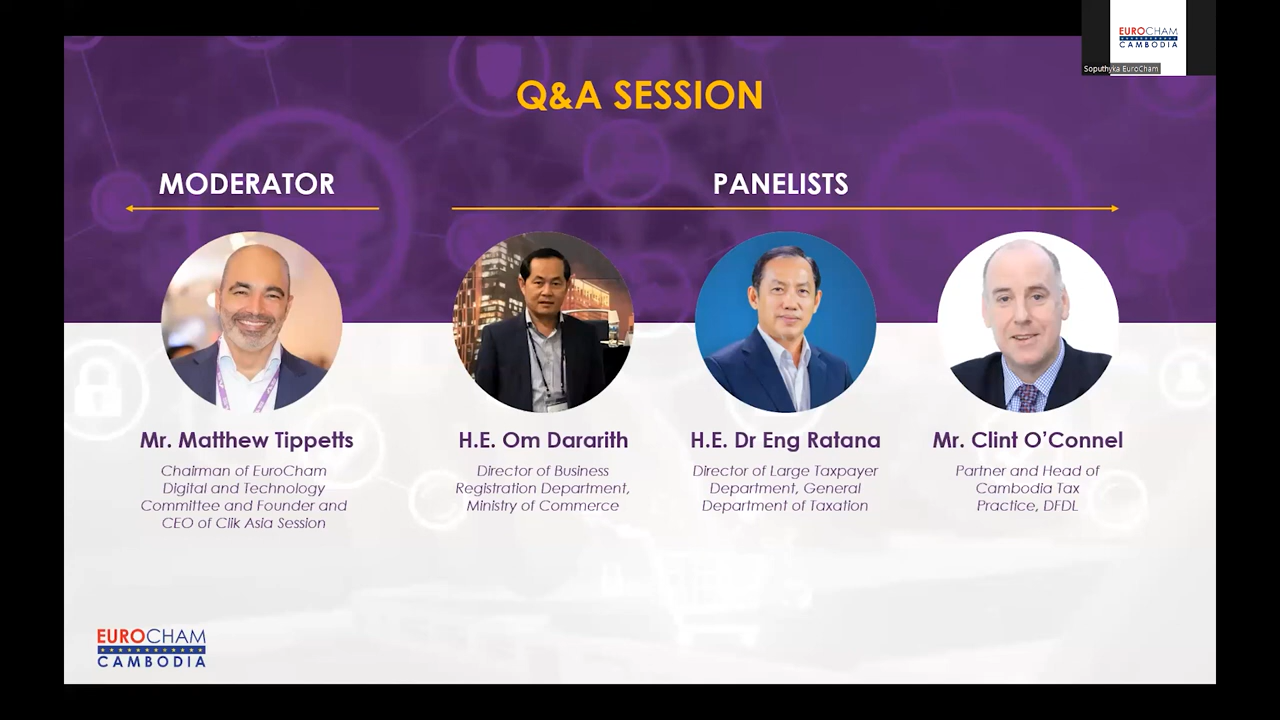 EUROCHAM
CAMBODIA
Soputhyka EuroCham
Q&A SESSION
MODERATOR
PANELISTS
Mr. Matthew Tippetts
Chairman of EuroCham
Digital and Technology
Committee and Founder and
CEO of Clik Asia Session
H.E. Om Dararith
Director of Business
Registration Department,
Ministry of Commerce
H.E. Dr Eng Ratana
Director of Large Taxpayer
Department, General
Department of Taxation
Mr. Clint O’Connel
Partner and Head of
Cambodia Tax
Practice, DFDL
EUROCHAM
CAMBODIA